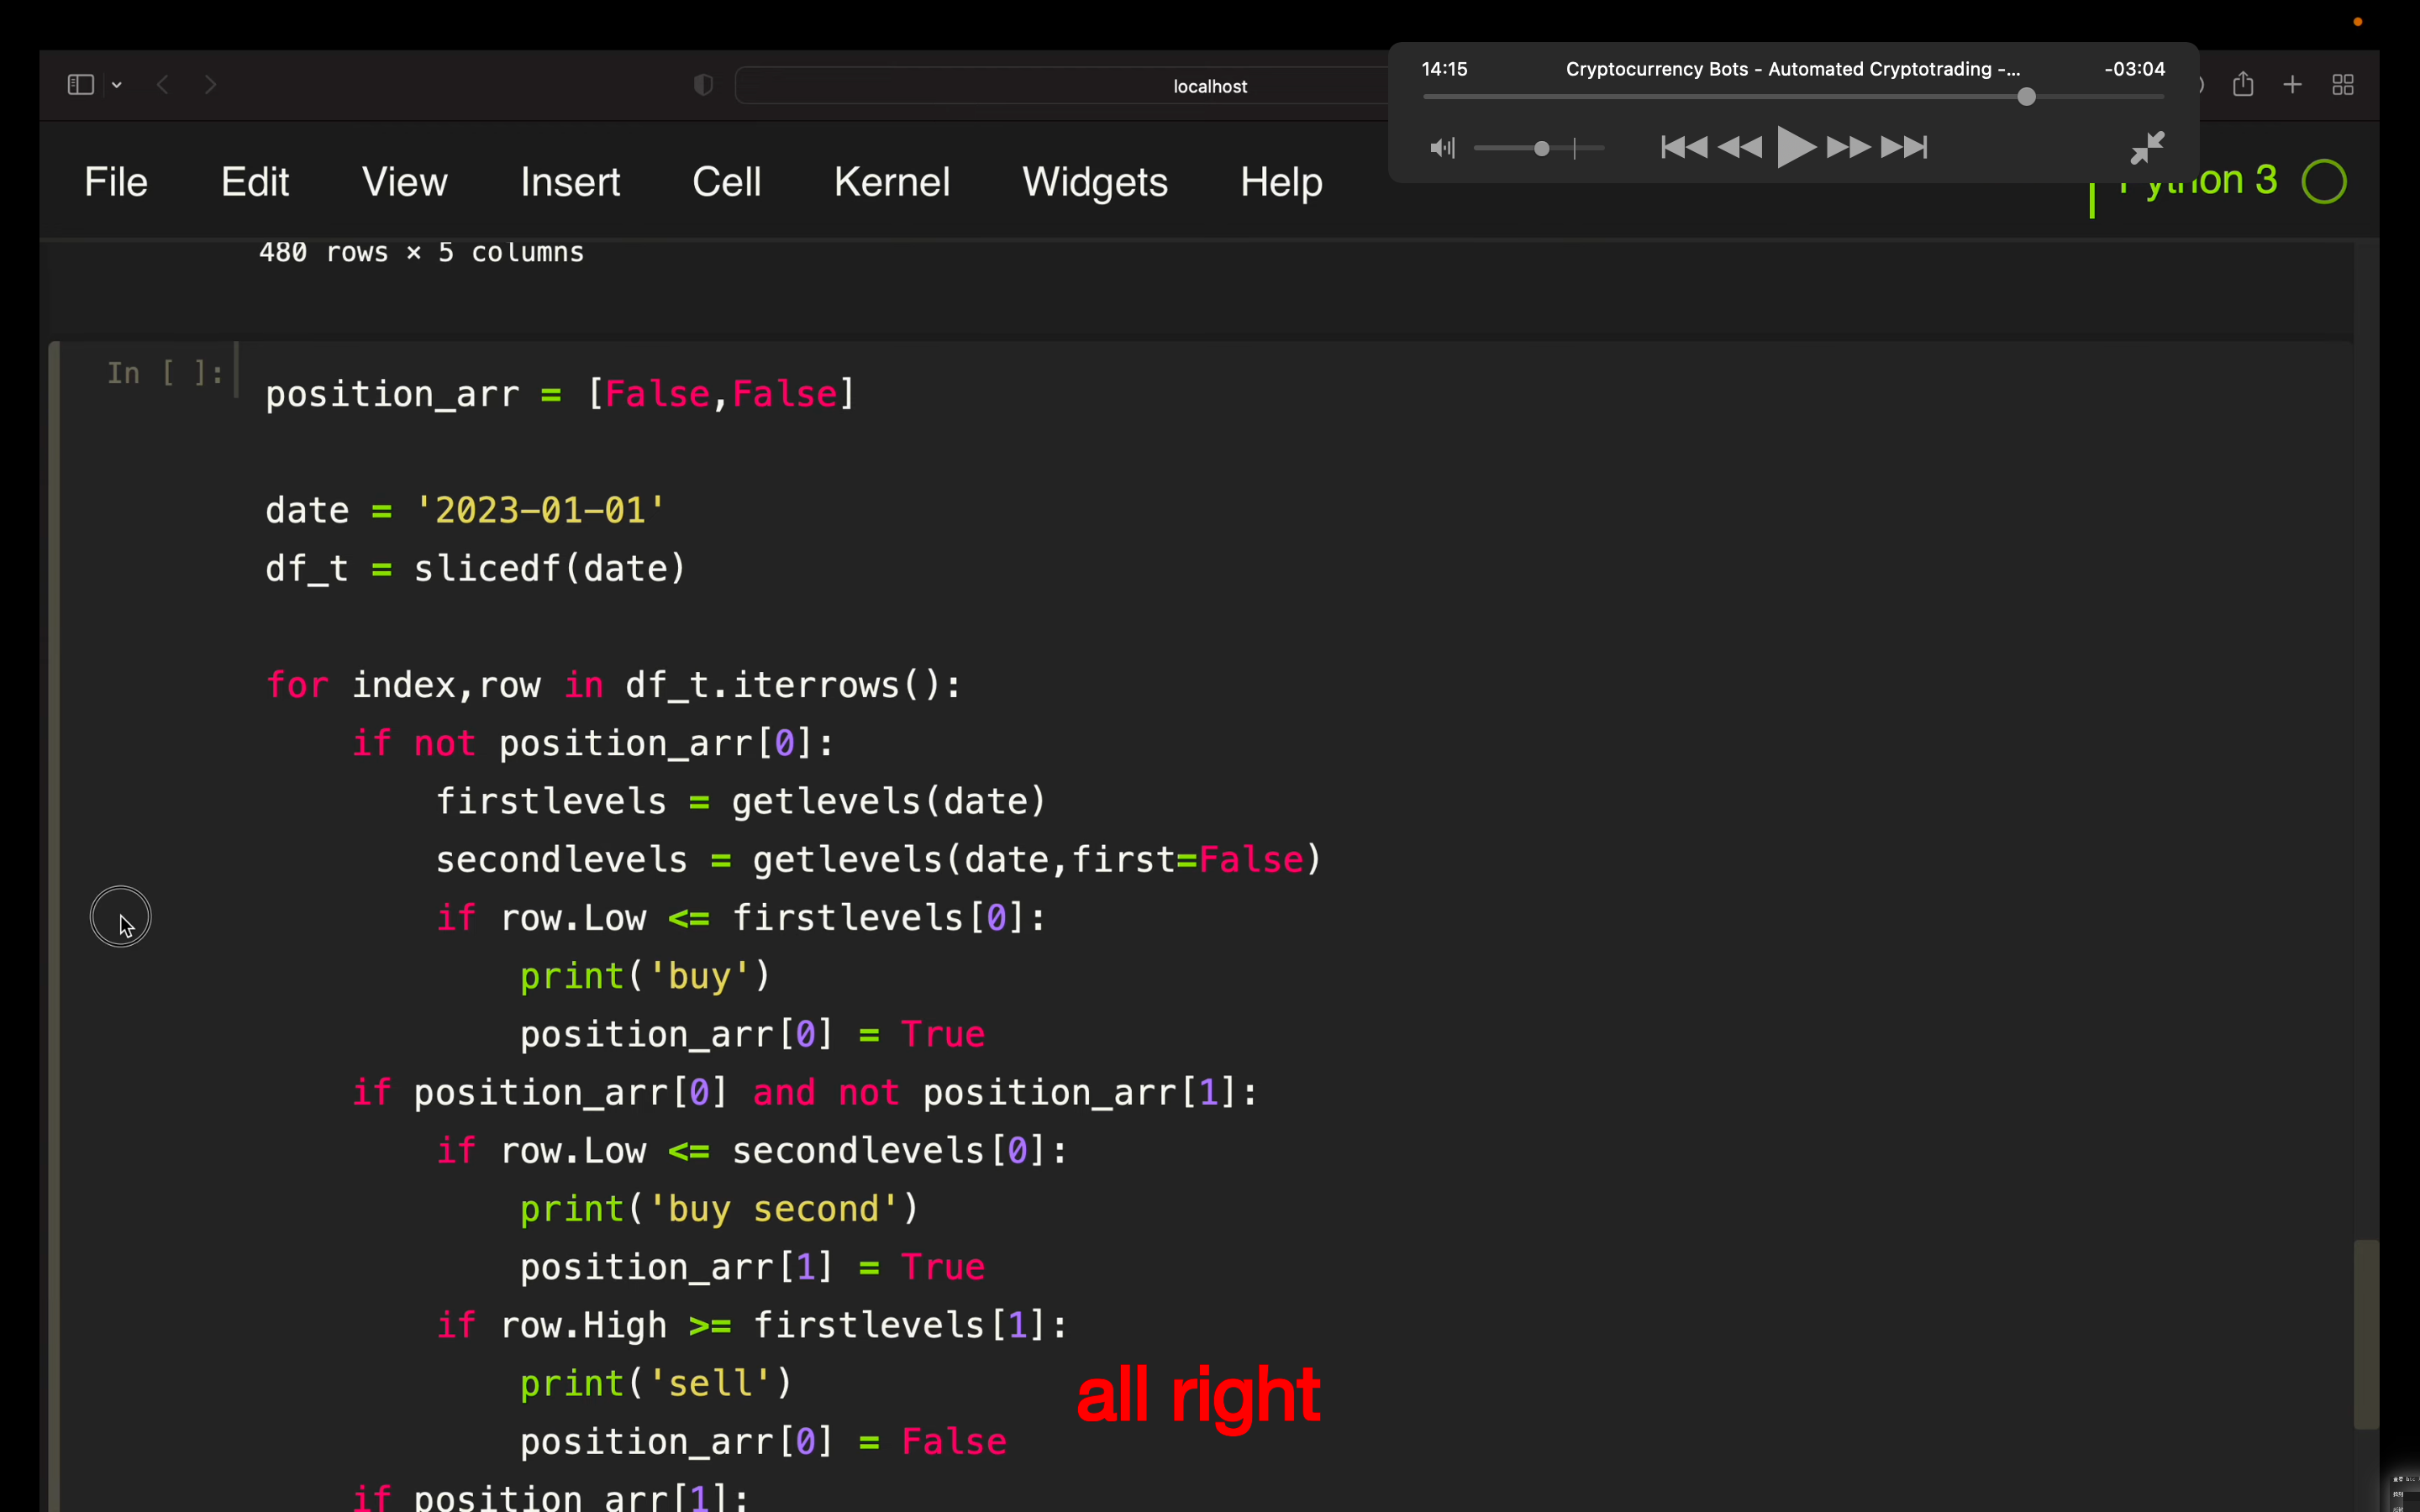 14:15 Cryptocurrency Bots - Automated Cryptotrading -... -03:04
localhost
File Edit View Insert Cell Kernel Widgets Help Python 3
480 rows × 5 columns
In [ ]:
position_arr = [False,False]
date = '2023-01-01'
df_t = slicedf(date)
for index,row in df_t.iterrows():
if not position_arr[0]:
firstlevels = getlevels(date)
secondlevels = getlevels(date,first=False)
if row.Low <= firstlevels[0]:
print('buy')
position_arr[0] = True
if position_arr[0] and not position_arr[1]:
if row.Low <= secondlevels[0]:
print('buy second')
position_arr[1] = True
if row.High >= firstlevels[1]:
print('sell')
all right
position_arr[0] = False
if position_arr[1]: